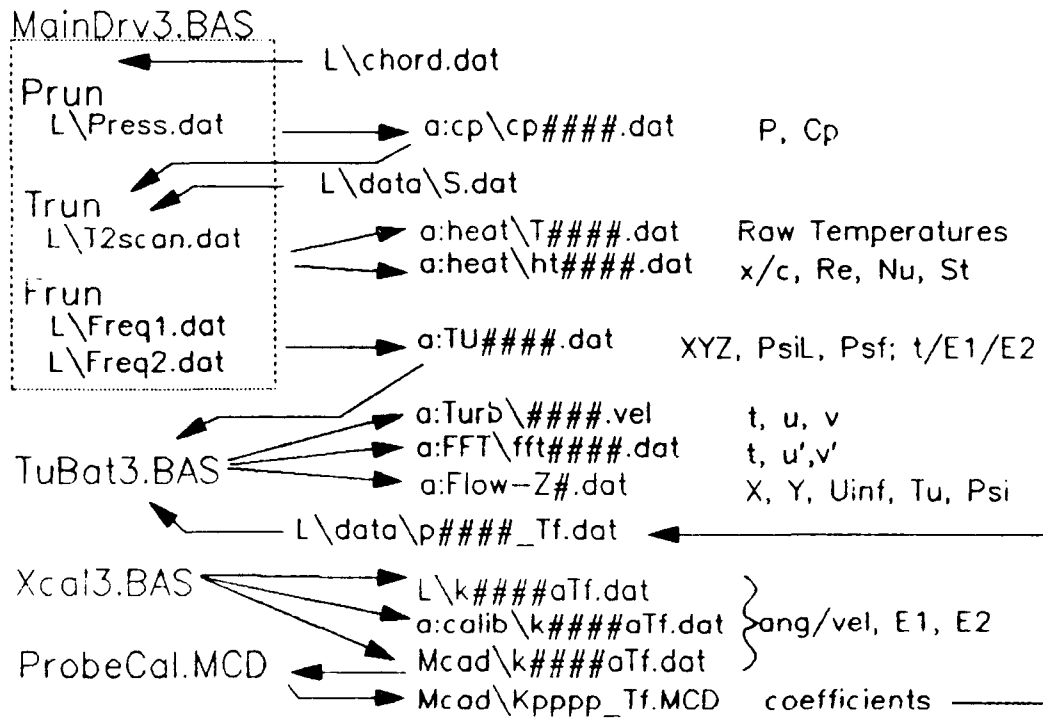 MainDrv3.BAS
L\chord.dat
Prun
L\Press.dat a:cp\cp####.dat P, Cp
L\data\S.dat
Trun
L\T2scan.dat a:heat\T####.dat Raw Temperatures
a:heat\ht####.dat x/c, Re, Nu, St
Frun
L\Freq1.dat
L\Freq2.dat a:TU####.dat XYZ, PsiL, Psf; t/E1/E2
a:Turb\####.vel t, u, v
TuBat3.BAS a:FFT\fft####.dat t, u',v'
a:Flow-Z#.dat X, Y, Uinf, Tu, Psi
L\data\p####_Tf.dat
Xcal3.BAS L\k####aTf.dat
a:calib\k####aTf.dat ang/vel, E1, E2
ProbeCal.MCD Mcad\k####aTf.dat
Mcad\Kpppp_Tf.MCD coefficients